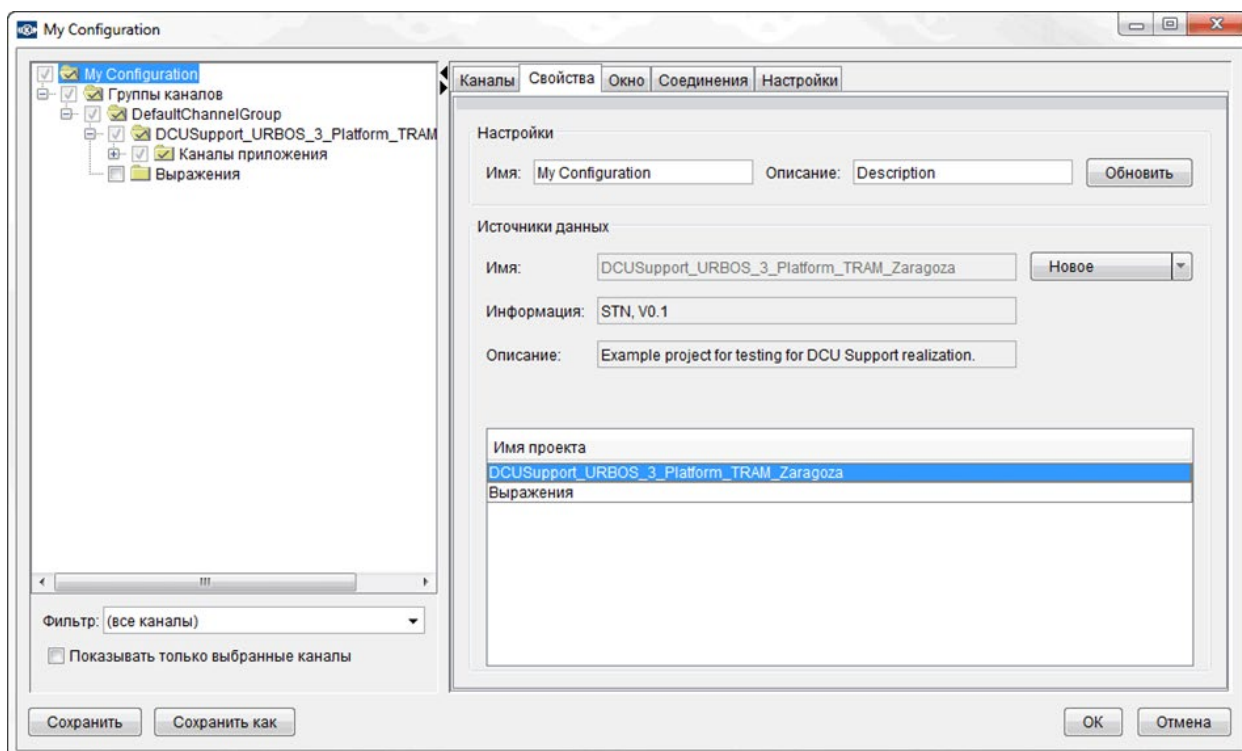 My Configuration
My Configuration
Группы каналов
DefaultChannelGroup
DCUSupport_URBOS_3_Platform_TRAM
Каналы приложения
Выражения
Фильтр: (все каналы)
Показывать только выбранные каналы
Каналы Свойства Окно Соединения Настройки
Настройки
Имя: My Configuration Описание: Description Обновить
Источники данных
Имя: DCUSupport_URBOS_3_Platform_TRAM_Zaragoza Новое
Информация: STN, V0.1
Описание: Example project for testing for DCU Support realization.
Имя проекта
DCUSupport_URBOS_3_Platform_TRAM_Zaragoza
Выражения
Сохранить Сохранить как OK Отмена